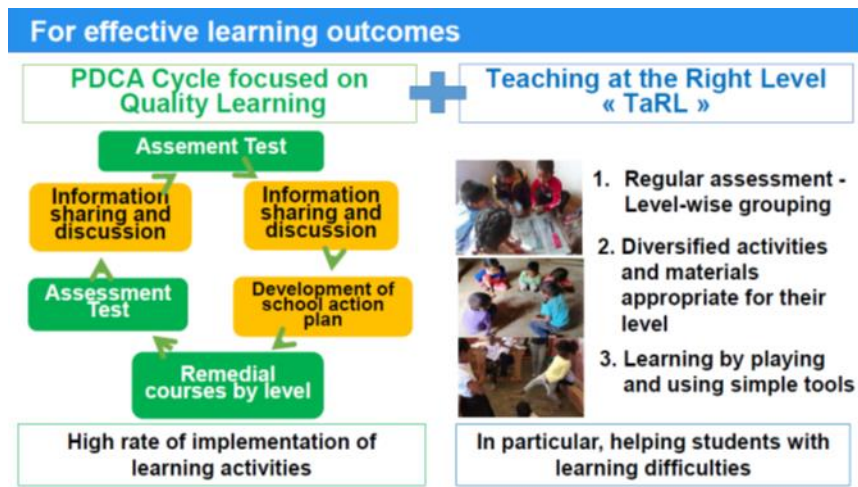 For effective learning outcomes
PDCA Cycle focused on
Quality Learning
Teaching at the Right Level
« TaRL »
Assement Test
Information
sharing and
discussion
Development of
school action
plan
Remedial
courses by level
Assessment
Test
Information
sharing and
discussion
High rate of implementation of
learning activities
1. Regular assessment -
Level-wise grouping
2. Diversified activities
and materials
appropriate for their
level
3. Learning by playing
and using simple tools
In particular, helping students with
learning difficulties